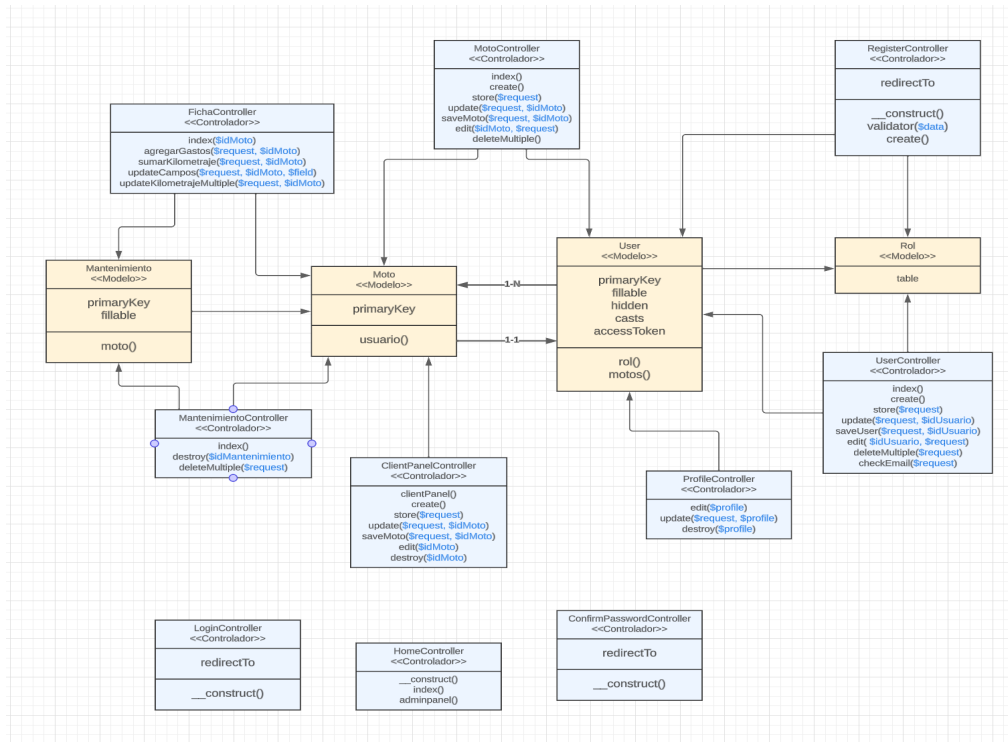 MotoController
<<Controlador>>
index()
create()
store($request)
update($request, $idMoto)
saveMoto($request, $idMoto)
edit($idMoto, $request)
deleteMultiple()
RegisterController
<<Controlador>>
redirectTo
__construct()
validator($data)
create()
FichaController
<<Controlador>>
index($idMoto)
agregarGastos($request, $idMoto)
sumarKilometraje($request, $idMoto)
updateCampos($request, $idMoto, $field)
updateKilometrajeMultiple($request, $idMoto)
Mantenimiento
<<Modelo>>
primaryKey
fillable
moto()
Moto
<<Modelo>>
primaryKey
usuario()
1-N
1-1
User
<<Modelo>>
primaryKey
fillable
hidden
casts
accessToken
rol()
motos()
Rol
<<Modelo>>
table
UserController
<<Controlador>>
index()
create()
store($request)
update($request, $idUsuario)
saveUser($request, $idUsuario)
edit( $idUsuario, $request)
deleteMultiple($request)
checkEmail($request)
MantenimientoController
<<Controlador>>
index()
destroy($idMantenimiento)
deleteMultiple($request)
ClientPanelController
<<Controlador>>
clientPanel()
create()
store($request)
update($request, $idMoto)
saveMoto($request, $idMoto)
edit($idMoto)
destroy($idMoto)
ProfileController
<<Controlador>>
edit($profile)
update($request, $profile)
destroy($profile)
LoginController
<<Controlador>>
redirectTo
__construct()
HomeController
<<Controlador>>
__construct()
index()
adminpanel()
ConfirmPasswordController
<<Controlador>>
redirectTo
__construct()